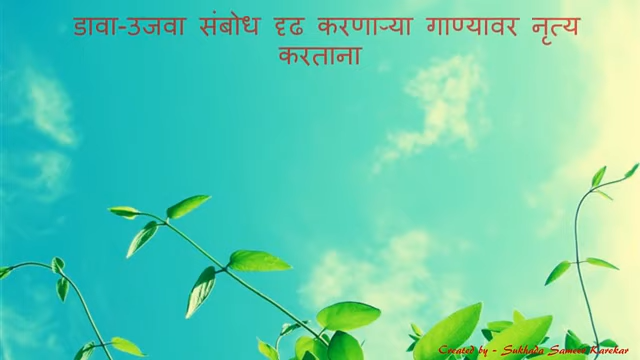 डावा-उजवा संबोध दृढ करणाऱ्या गाण्यावर नृत्य
करताना
Created by - Sukhada Sameer Karekar